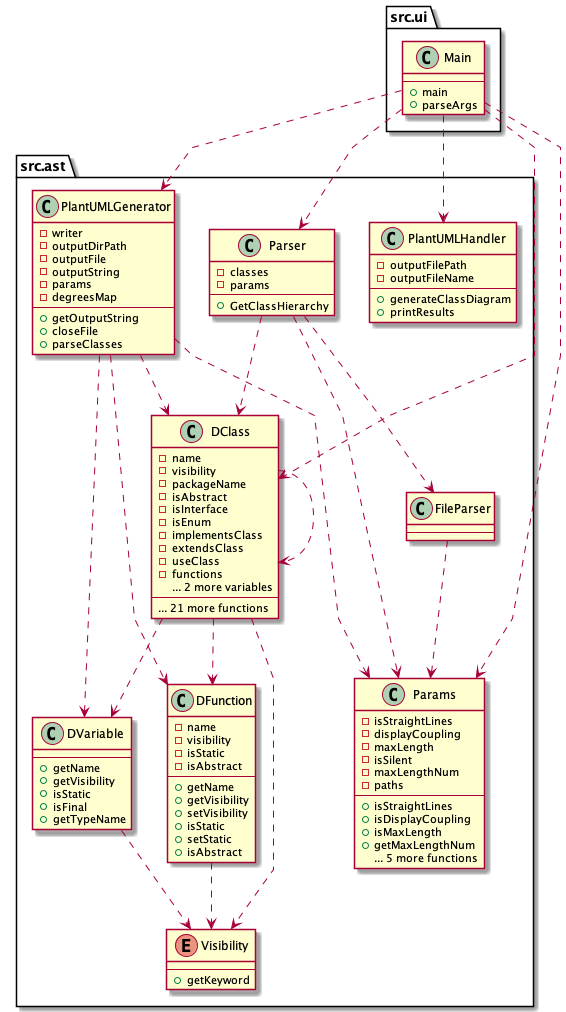 src.ui
C Main
main
parseArgs
src.ast
C PlantUMLGenerator
writer
outputDirPath
outputFile
outputString
params
degreesMap
getOutputString
closeFile
parseClasses
C Parser
classes
params
GetClassHierarchy
C PlantUMLHandler
outputFilePath
outputFileName
generateClassDiagram
printResults
C DClass
name
visibility
packageName
isAbstract
isInterface
isEnum
implementsClass
extendsClass
useClass
functions
... 2 more variables
... 21 more functions
C FileParser
C DVariable
getName
getVisibility
isStatic
isFinal
getTypeName
C DFunction
name
visibility
isStatic
isAbstract
getName
getVisibility
setVisibility
isStatic
setStatic
isAbstract
C Params
isStraightLines
displayCoupling
maxLength
isSilent
maxLengthNum
paths
isStraightLines
isDisplayCoupling
isMaxLength
getMaxLengthNum
... 5 more functions
E Visibility
getKeyword